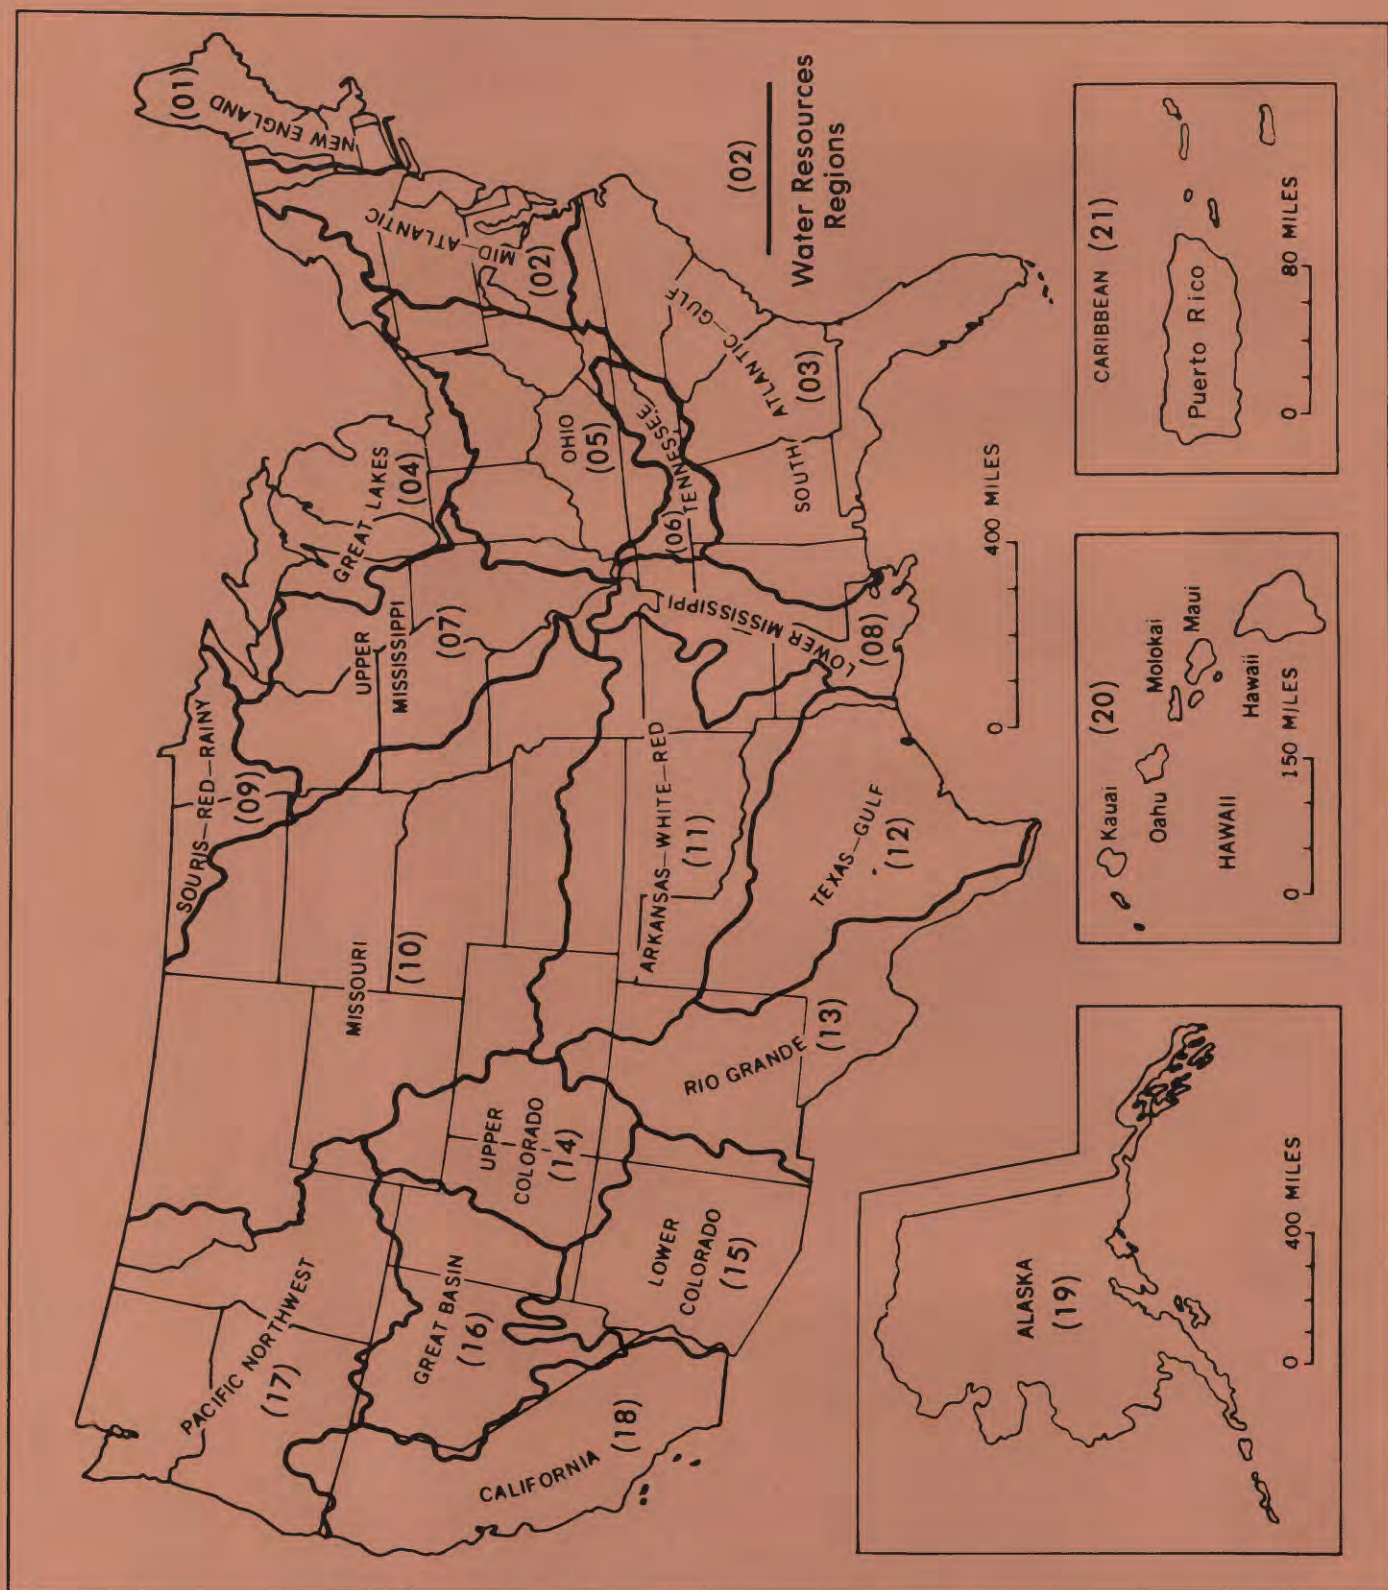 PACIFIC NORTHWEST
(17)
SOURIS—RED—RAINY
(09)
GREAT LAKES
(04)
NEW ENGLAND
(01)
MISSOURI
(10)
UPPER
MISSISSIPPI
(07)
MID—ATLANTIC
(02)
GREAT BASIN
(16)
UPPER
COLORADO
(14)
OHIO
(05)
CALIFORNIA
(18)
LOWER
COLORADO
(15)
ARKANSAS—WHITE—RED
(11)
TENNESSEE
(06)
RIO GRANDE
(13)
TEXAS—GULF
(12)
LOWER MISSISSIPPI
(08)
SOUTH
ATLANTIC—GULF
(03)
(02)
Water Resources
Regions
0 400 MILES
ALASKA
(19)
0 400 MILES
Kauai
(20)
Oahu
Molokai
Maui
HAWAII
Hawaii
0 150 MILES
CARIBBEAN (21)
Puerto Rico
0 80 MILES